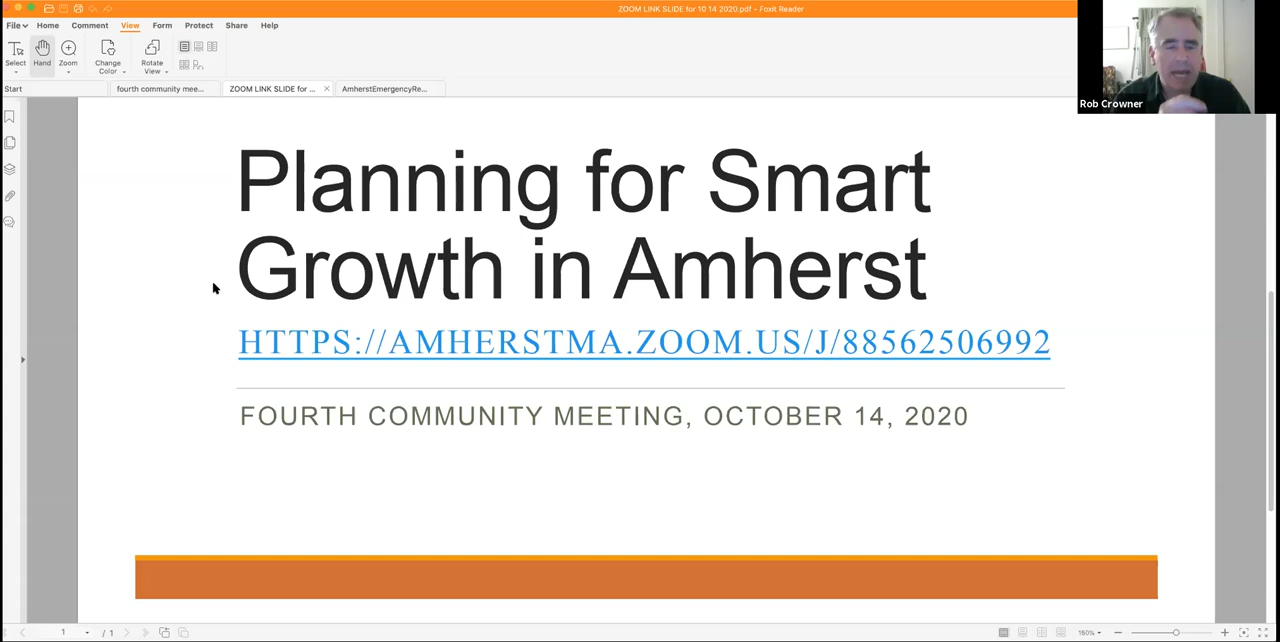 ZOOM LINK SLIDE for 10 14 2020.pdf - Foxit Reader
File Home Comment View Form Protect Share Help
Select Hand Zoom Change Color Rotate View
Start fourth community mee... ZOOM LINK SLIDE for ... AmherstEmergencyRe...
Rob Crowner
Planning for Smart
Growth in Amherst
HTTPS://AMHERSTMA.ZOOM.US/J/88562506992
FOURTH COMMUNITY MEETING, OCTOBER 14, 2020
1 / 1 150%